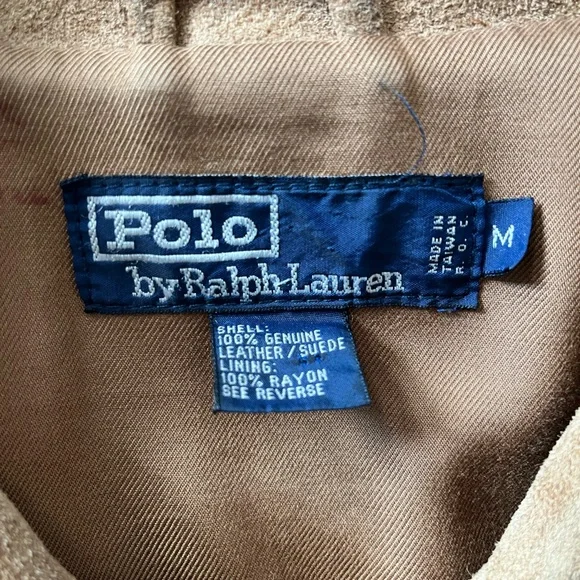 Polo
by Ralph Lauren
MADE IN
TAIWAN
R. O. C.
M
SHELL:
100% GENUINE
LEATHER/SUEDE
LINING:
100% RAYON
SEE REVERSE